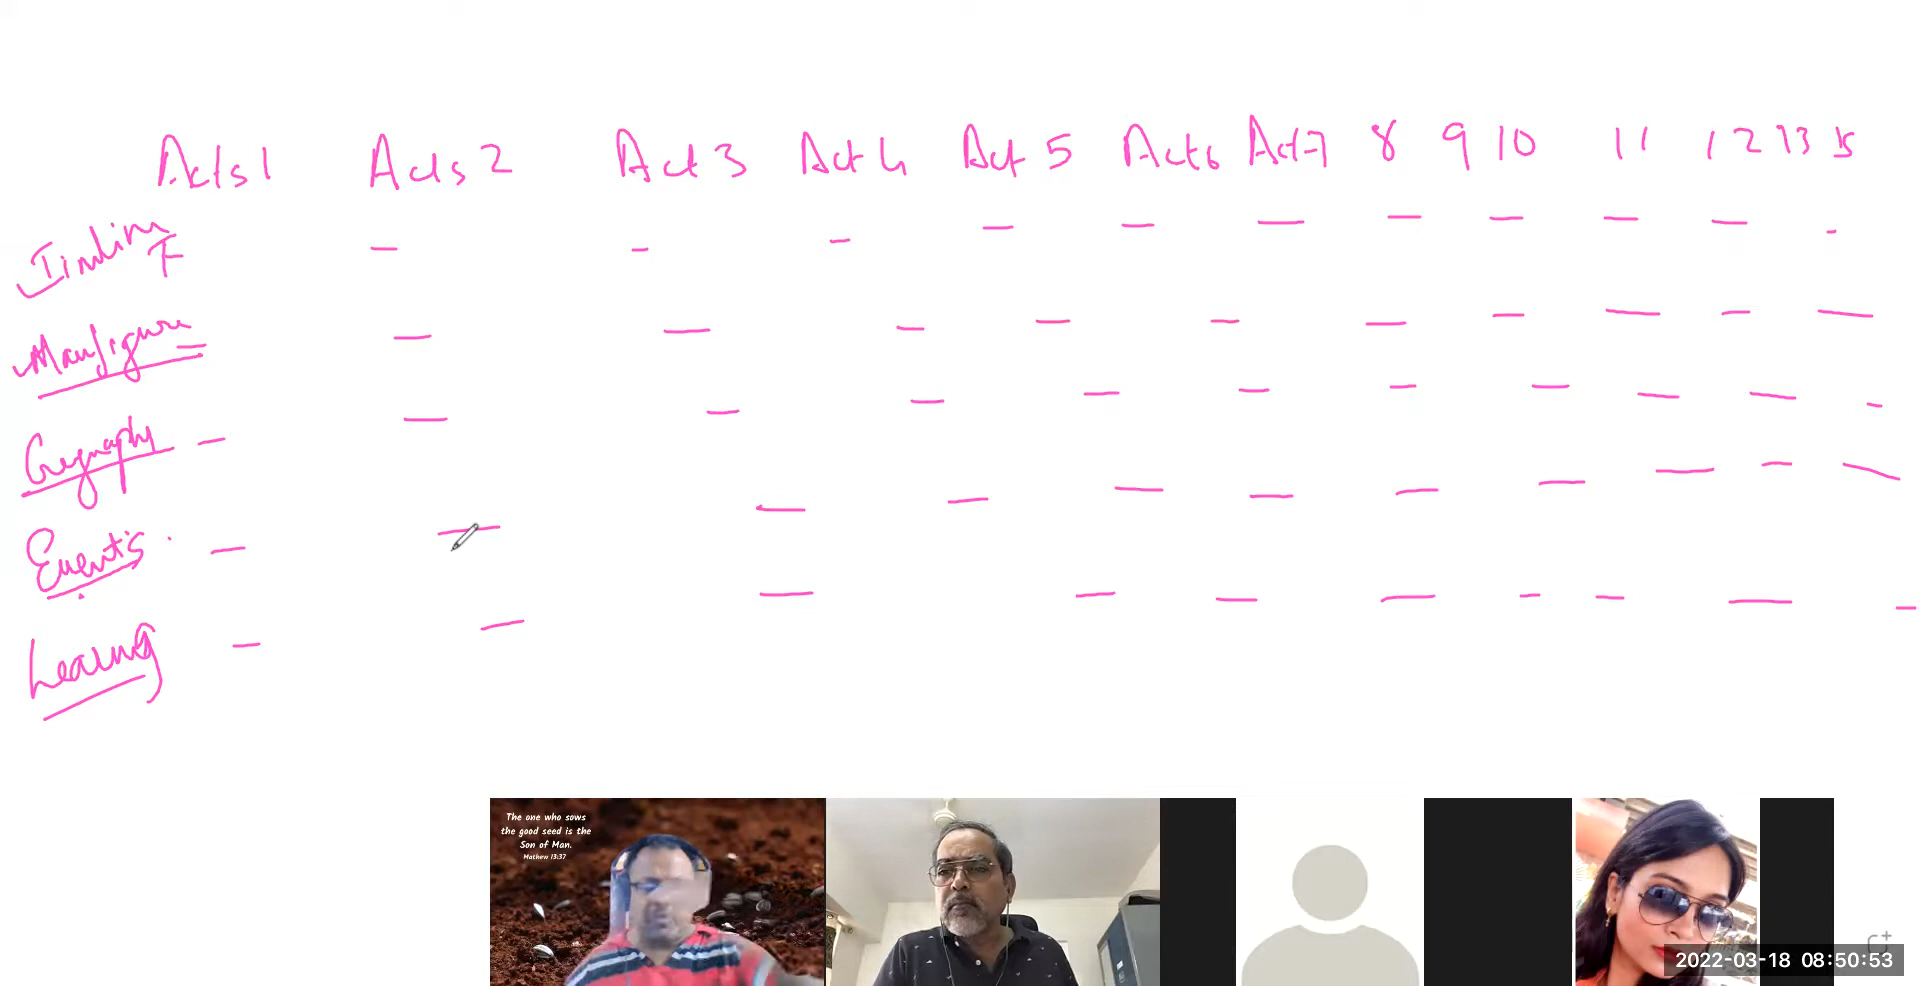 Acts 1 Acts 2 Act 3 Act 4 Act 5 Act 6 Act 7 8 9 10 11 12 13 15
Geography
Events
Learning
The one who sows
the good seed is the
Son of Man.
Mathew 13:37
2022-03-18 08:50:53